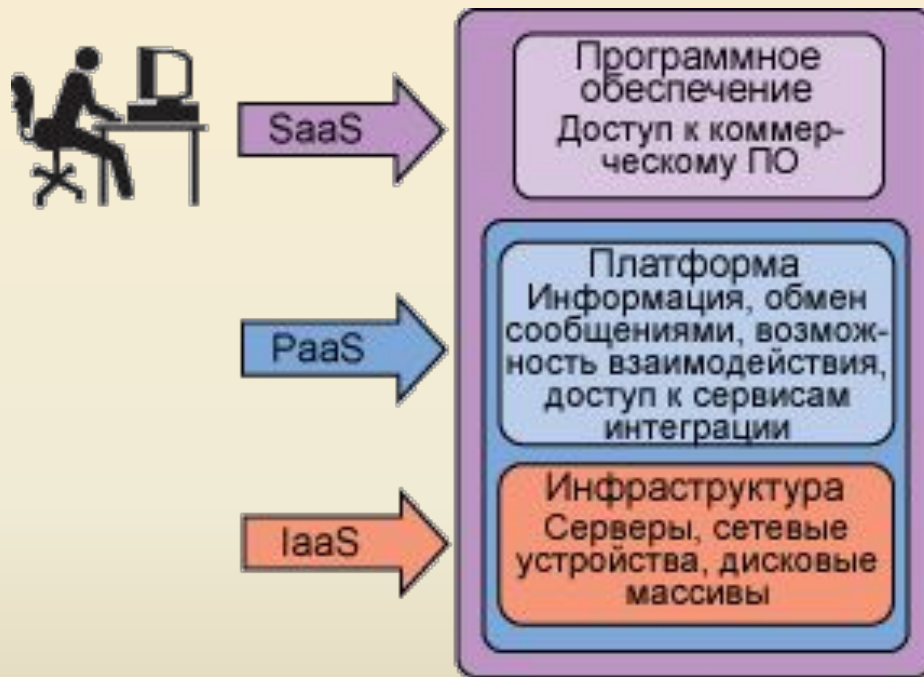 SaaS
Программное
обеспечение
Доступ к коммер-
ческому ПО
PaaS
Платформа
Информация, обмен
сообщениями, возмож-
ность взаимодействия,
доступ к сервисам
интеграции
IaaS
Инфраструктура
Серверы, сетевые
устройства, дисковые
массивы